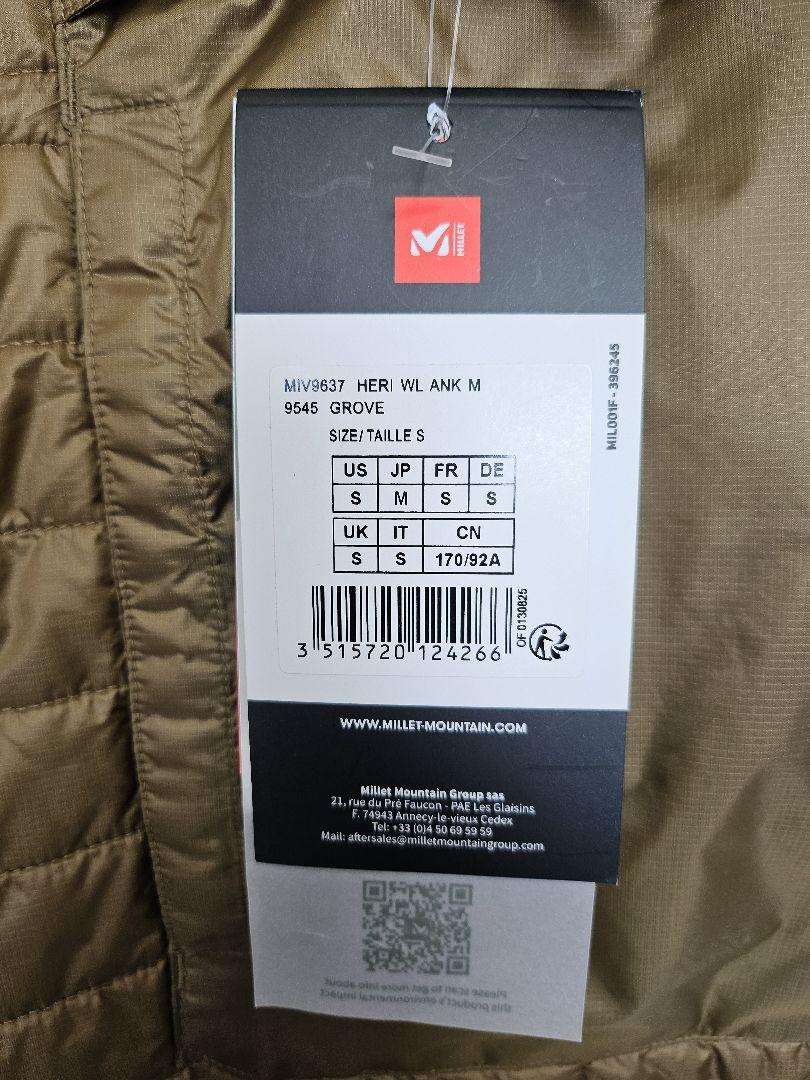 MILLET
MIL001F - 396245
MIV9637 HERI WL ANK M
9545 GROVE
SIZE/ TAILLE S
US JP FR DE
S M S S
UK IT CN
S S 170/92A
OF 0130825
3 515720 124266
WWW.MILLET-MOUNTAIN.COM
Millet Mountain Group sas
21, rue du Pré Faucon - PAE Les Glaisins
F. 74943 Annecy-le-vieux Cedex
Tel: +33 (0)4 50 69 59 59
Mail: aftersales@milletmountaingroup.com
Please scan to get more info about
this product's environmental impact